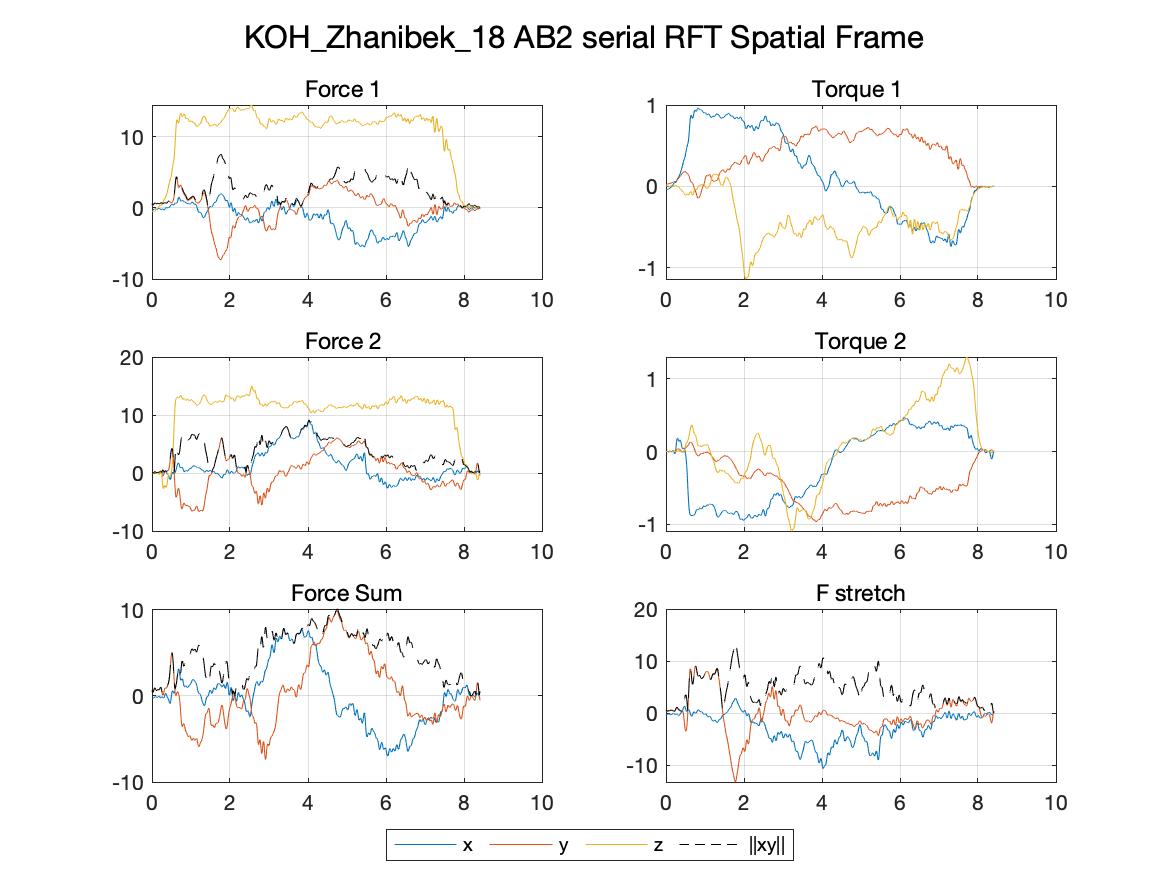 KOH_Zhanibek_18 AB2 serial RFT Spatial Frame
Force 1
10
0
-10
0 2 4 6 8 10
Torque 1
1
0
-1
0 2 4 6 8 10
Force 2
20
10
0
-10
0 2 4 6 8 10
Torque 2
1
0
-1
0 2 4 6 8 10
Force Sum
10
0
-10
0 2 4 6 8 10
F stretch
20
10
0
-10
0 2 4 6 8 10
x y z ||xy||